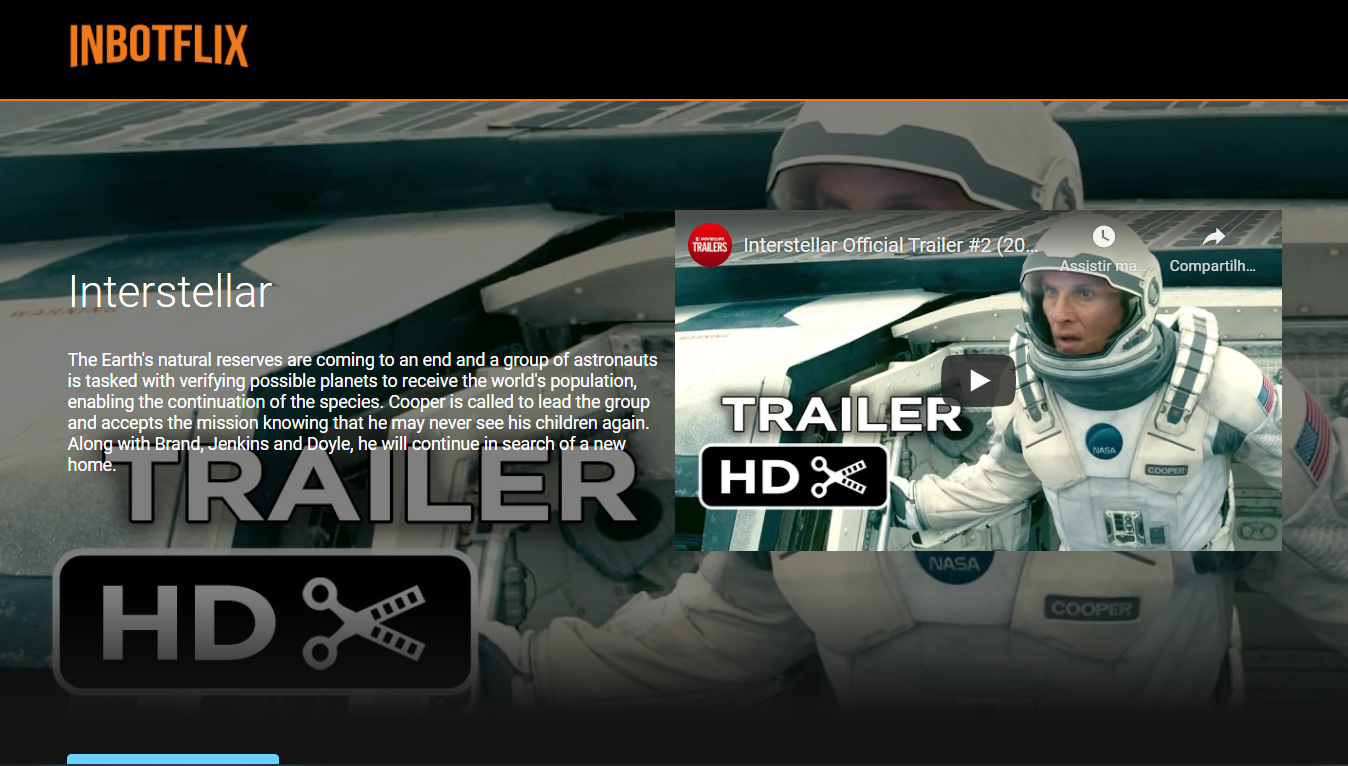 INBOTFLIX
WARNING
Interstellar
The Earth's natural reserves are coming to an end and a group of astronauts
is tasked with verifying possible planets to receive the world's population,
enabling the continuation of the species. Cooper is called to lead the group
and accepts the mission knowing that he may never see his children again.
Along with Brand, Jenkins and Doyle, he will continue in search of a new
home.
TRAILER
HD
NASA
COOPER
MOVIECLIPS
TRAILERS
Interstellar Official Trailer #2 (20...
Assistir ma...
Compartilh...
TRAILER
HD
NASA
COOPER